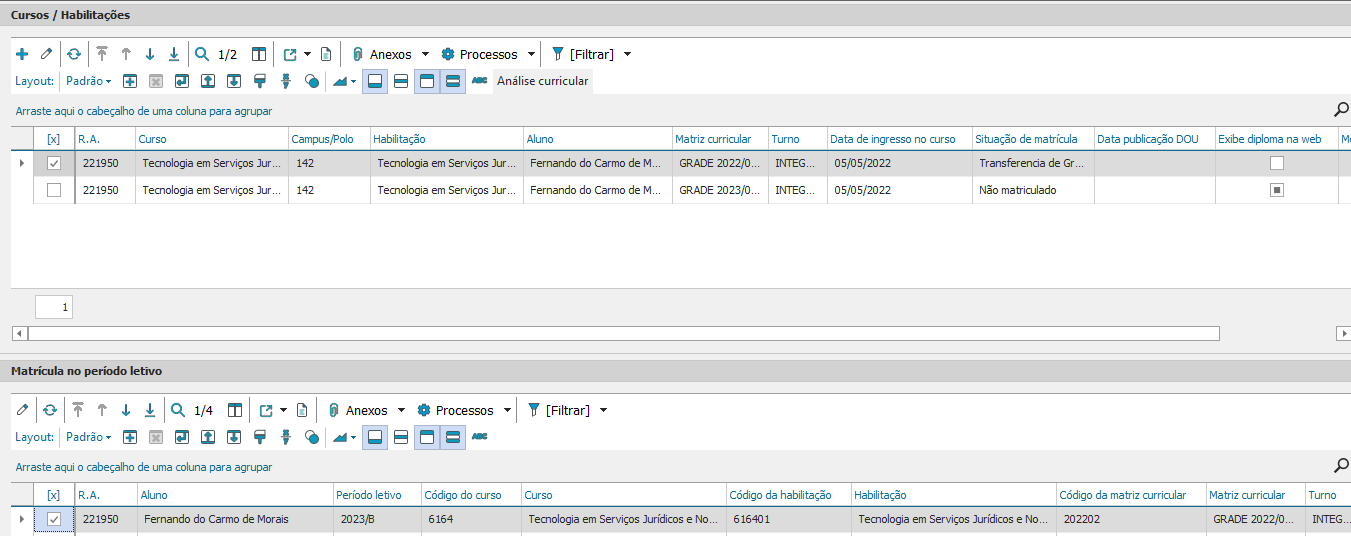 Cursos / Habilitações
1/2 Anexos Processos [Filtrar]
Layout: Padrão ABC Análise curricular
Arraste aqui o cabeçalho de uma coluna para agrupar
[x] R.A. Curso Campus/Polo Habilitação Aluno Matriz curricular Turno Data de ingresso no curso Situação de matrícula Data publicação DOU Exibe diploma na web Mo
221950 Tecnologia em Serviços Jur... 142 Tecnologia em Serviços Jur... Fernando do Carmo de M... GRADE 2022/0... INTEG... 05/05/2022 Transferencia de Gr...
221950 Tecnologia em Serviços Jur... 142 Tecnologia em Serviços Jur... Fernando do Carmo de M... GRADE 2023/0... INTEG... 05/05/2022 Não matriculado
1
Matrícula no período letivo
1/4 Anexos Processos [Filtrar]
Layout: Padrão ABC
Arraste aqui o cabeçalho de uma coluna para agrupar
[x] R.A. Aluno Período letivo Código do curso Curso Código da habilitação Habilitação Código da matriz curricular Matriz curricular Turno
221950 Fernando do Carmo de Morais 2023/B 6164 Tecnologia em Serviços Jurídicos e No... 616401 Tecnologia em Serviços Jurídicos e No... 202202 GRADE 2022/0... INTEG